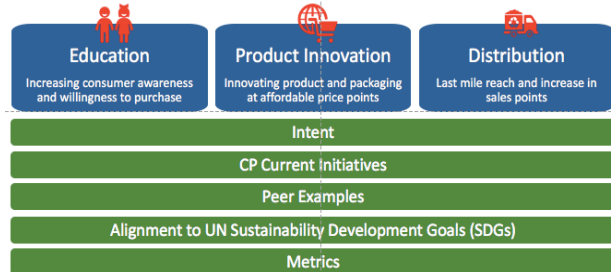 Education
Increasing consumer awareness
and willingness to purchase
Product Innovation
Innovating product and packaging
at affordable price points
Distribution
Last mile reach and increase in
sales points
Intent
CP Current Initiatives
Peer Examples
Alignment to UN Sustainability Development Goals (SDGs)
Metrics